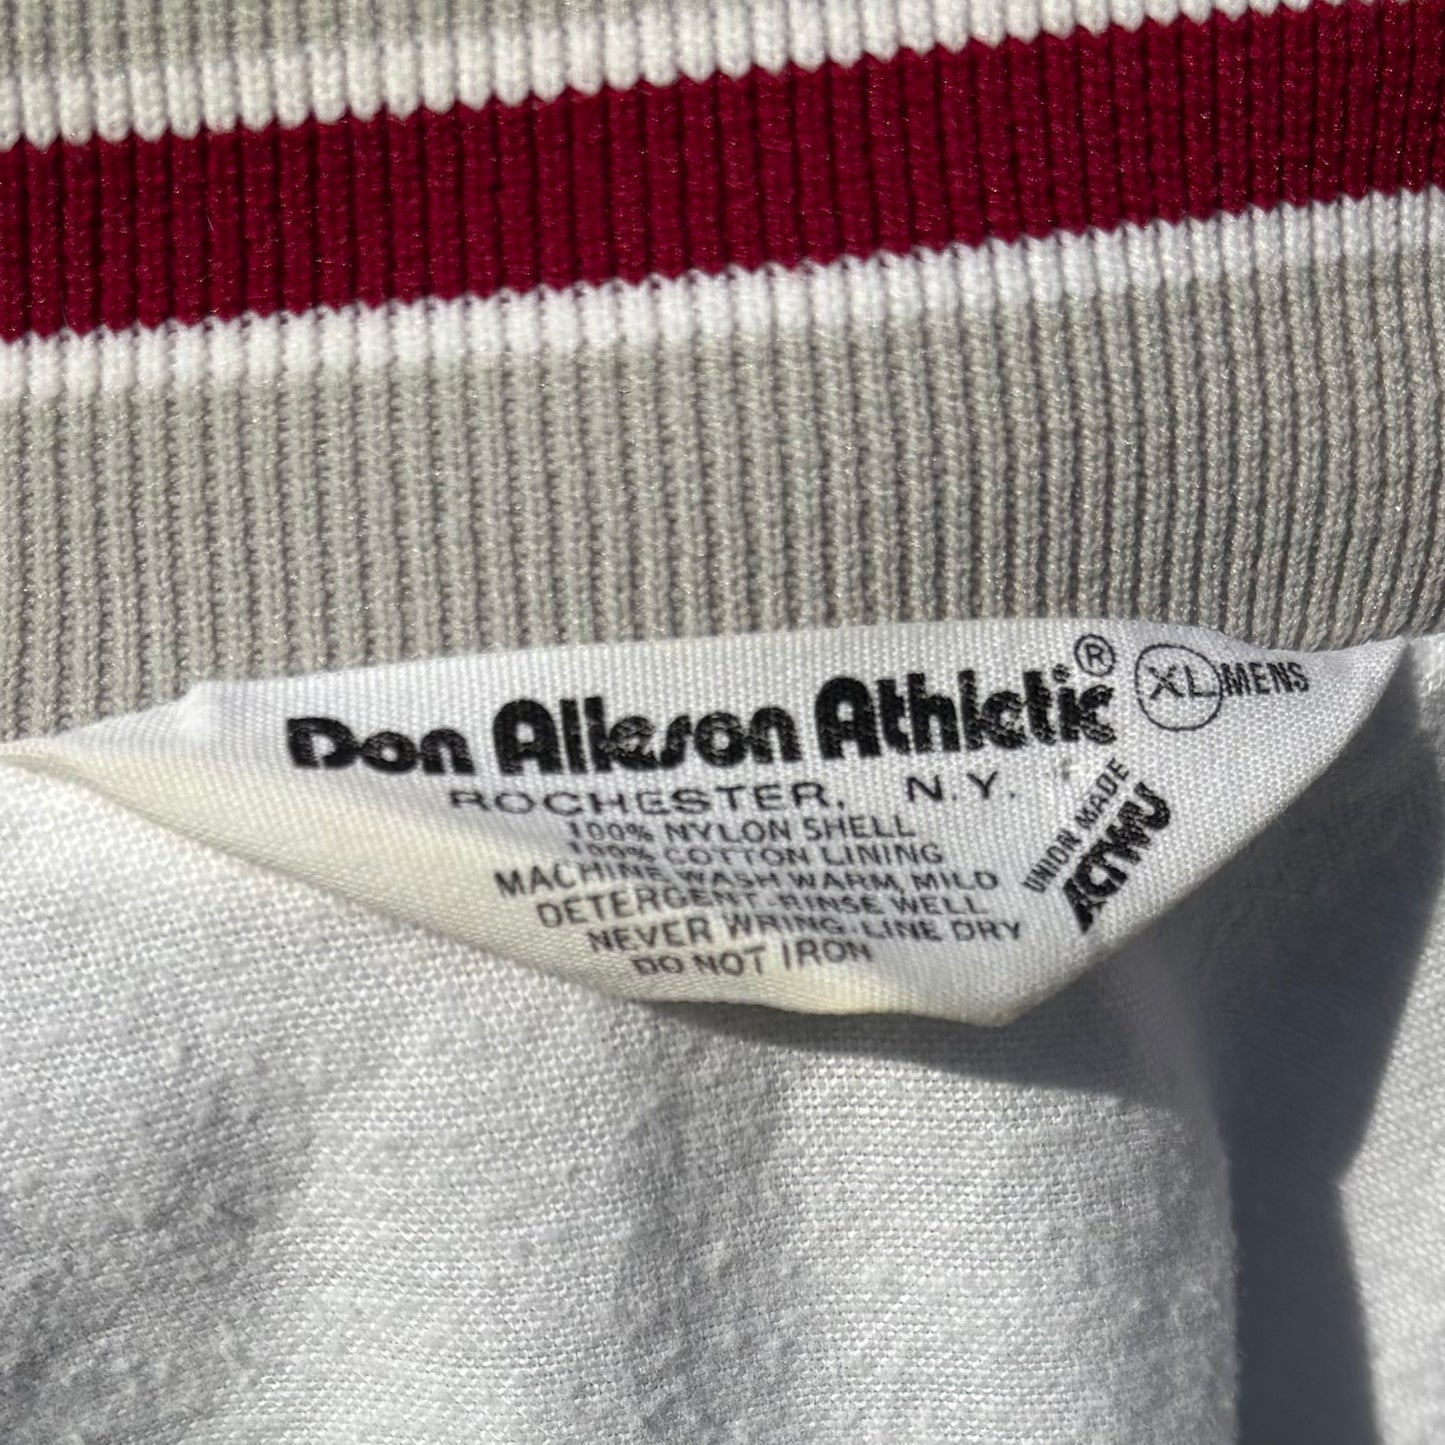 Don Alleson Athletic® XL MENS
ROCHESTER, N.Y.
100% NYLON SHELL
100% COTTON LINING
MACHINE WASH WARM, MILD
DETERGENT-RINSE WELL
NEVER WRING. LINE DRY
DO NOT IRON
UNION MADE
ACTWU